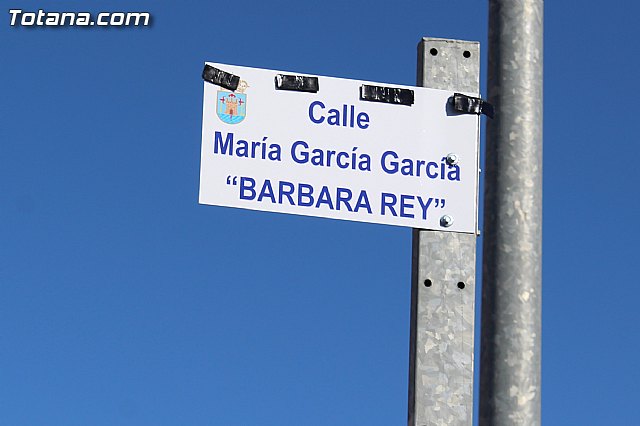 Totana.com
Calle
María García García
“BARBARA REY”